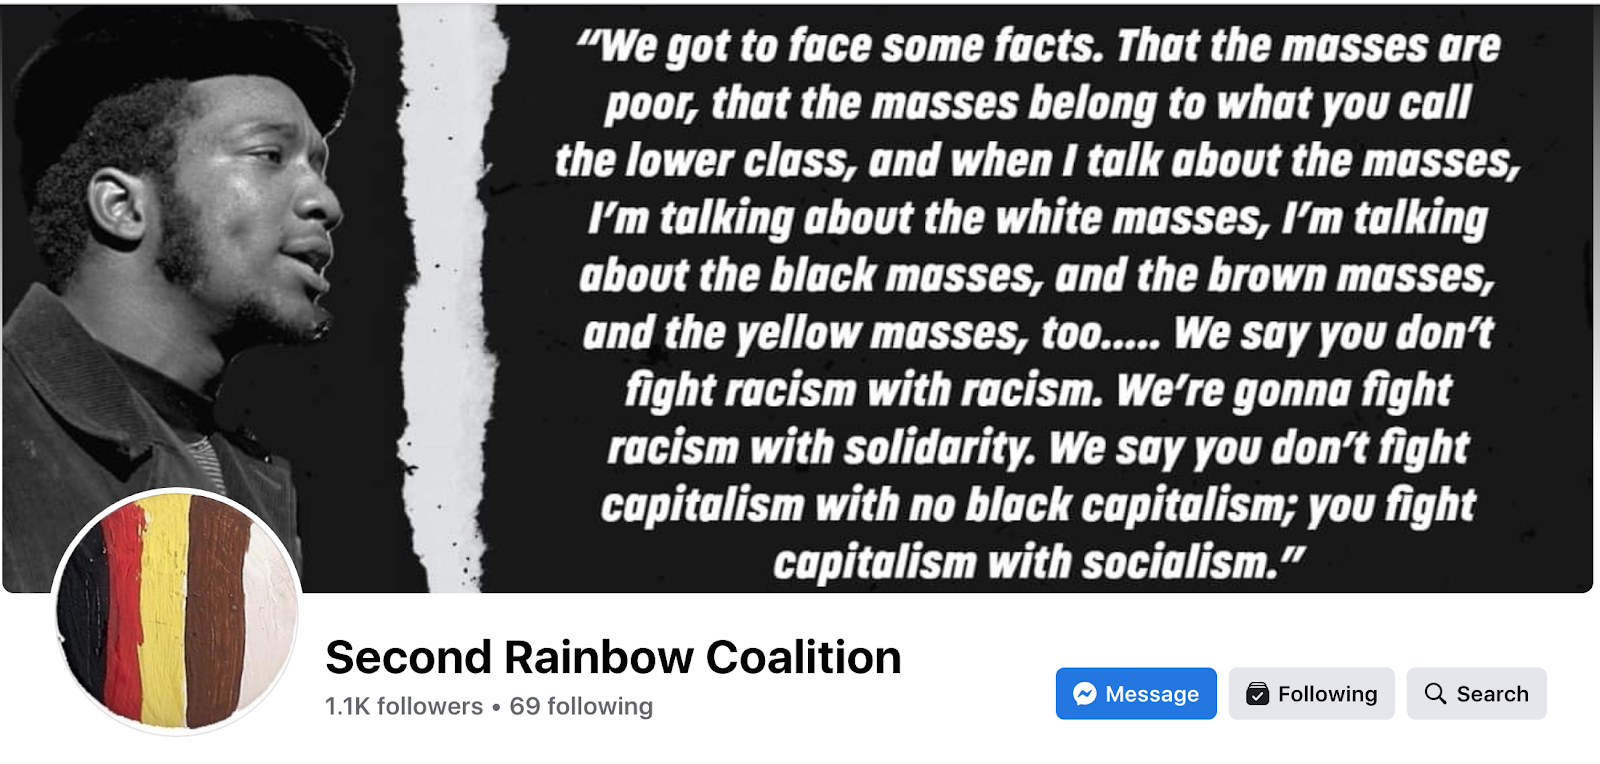 “We got to face some facts. That the masses are
poor, that the masses belong to what you call
the lower class, and when I talk about the masses,
I’m talking about the white masses, I’m talking
about the black masses, and the brown masses,
and the yellow masses, too..... We say you don’t
fight racism with racism. We’re gonna fight
racism with solidarity. We say you don’t fight
capitalism with no black capitalism; you fight
capitalism with socialism.”
Second Rainbow Coalition
1.1K followers • 69 following
Message
Following
Search